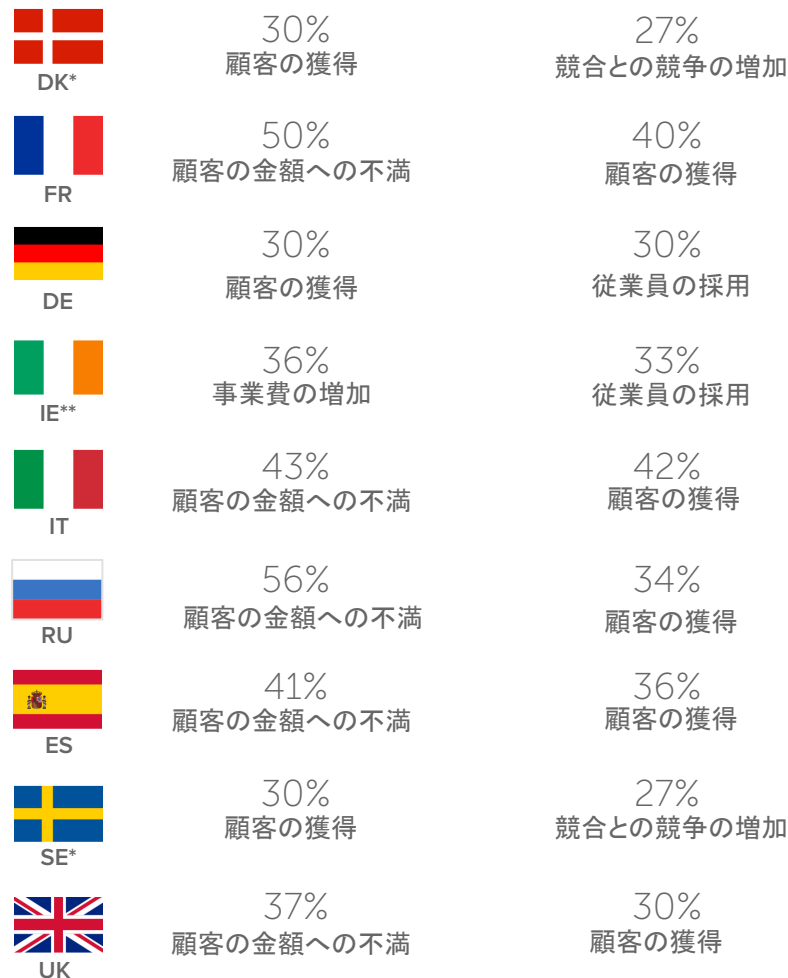 30% 27%
顧客の獲得 競合との競争の増加
DK*
50% 40%
顧客の金額への不満 顧客の獲得
FR
30% 30%
顧客の獲得 従業員の採用
DE
36% 33%
事業費の増加 従業員の採用
IE**
43% 42%
顧客の金額への不満 顧客の獲得
IT
56% 34%
顧客の金額への不満 顧客の獲得
RU
41% 36%
顧客の金額への不満 顧客の獲得
ES
30% 27%
顧客の獲得 競合との競争の増加
SE*
37% 30%
顧客の金額への不満 顧客の獲得
UK